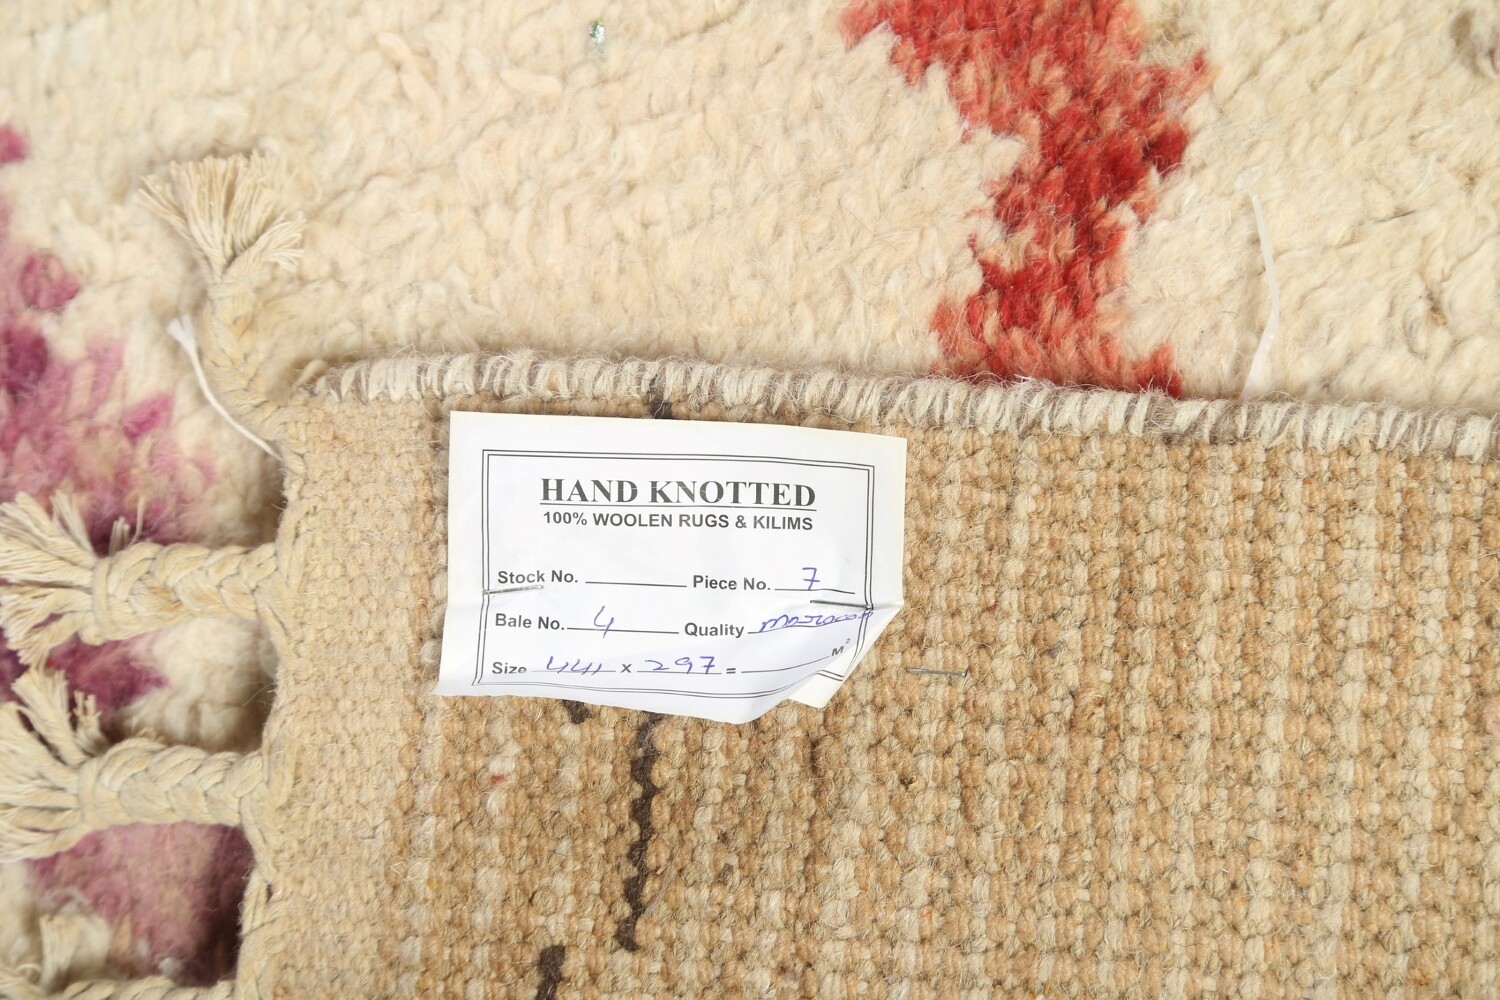 HAND KNOTTED
100% WOOLEN RUGS & KILIMS
Stock No. Piece No. 7
Bale No. 4 Quality Morocco
Size 441 x 297 = M²